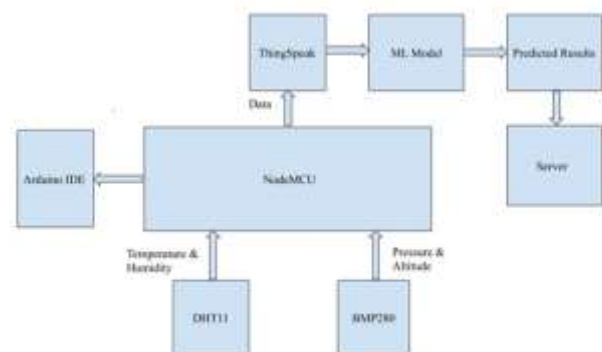 ThingSpeak
ML Model
Predicted Results
Data
Arduino IDE
NodeMCU
Server
Temperature &
Humidity
Pressure &
Altitude
DHT11
BMP280